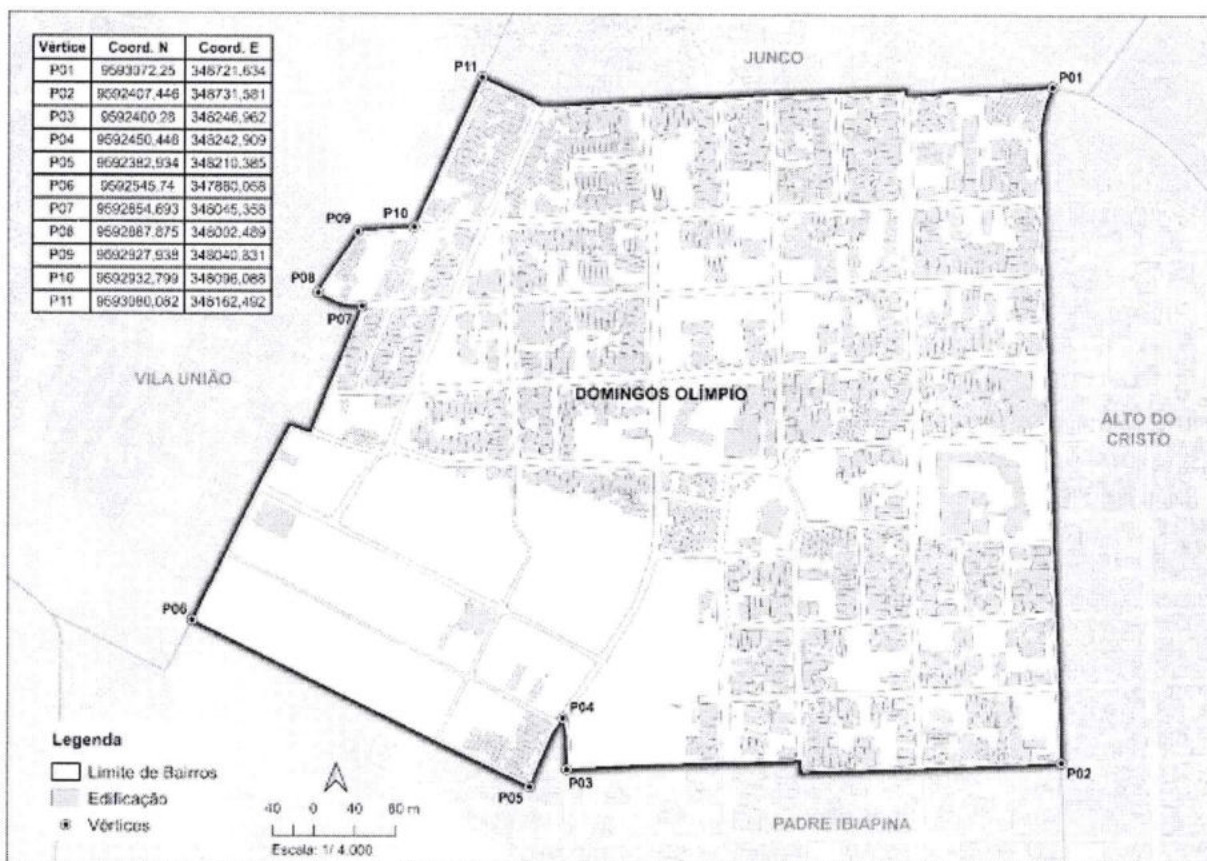 Vértice Coord. N Coord. E
P01 9593072,25 348721,634
P02 9592407,446 348731,581
P03 9592400,28 348246,962
P04 9592450,446 348242,909
P05 9592382,934 348210,385
P06 9592545,74 347880,058
P07 9592854,693 348045,358
P08 9592867,875 348002,489
P09 9592927,938 348040,831
P10 9592932,799 348096,088
P11 9593080,082 348162,492
JUNCO
P11
P01
P09
P10
P08
P07
VILA UNIÃO
DOMINGOS OLÍMPIO
ALTO DO
CRISTO
P06
P04
P03
P02
P05
PADRE IBIAPINA
Legenda
Limite de Bairros
Edificação
Vértices
40 0 40 80 m
Escala: 1/ 4.000